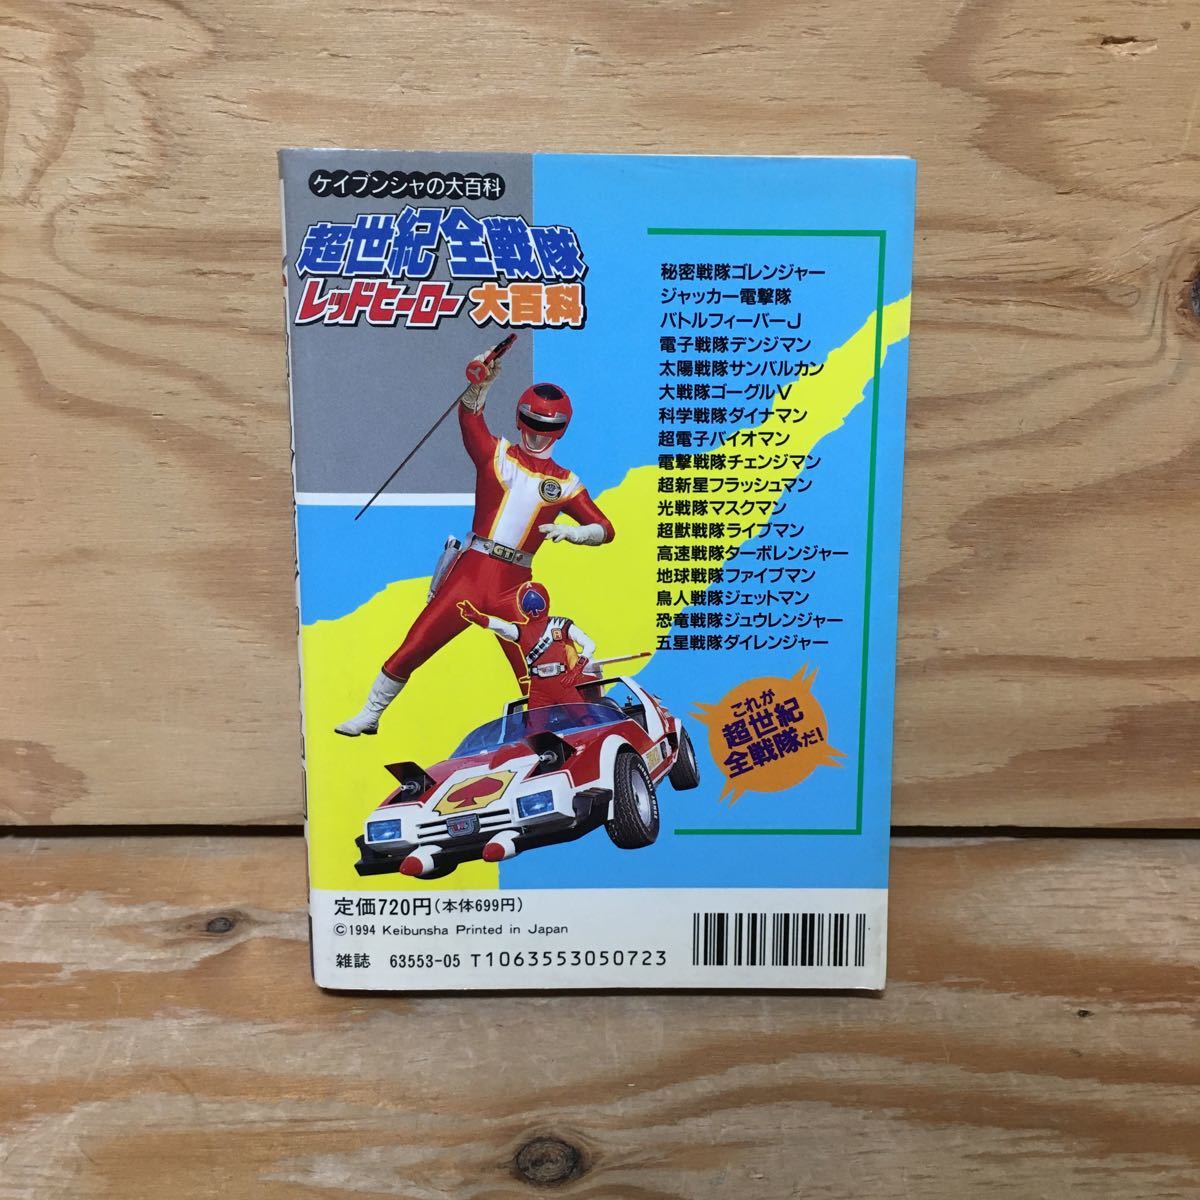 ケイブンシャの大百科
超世紀全戦隊
レッドヒーロー大百科
秘密戦隊ゴレンジャー
ジャッカー電撃隊
バトルフィーバーJ
電子戦隊デンジマン
太陽戦隊サンバルカン
大戦隊ゴーグルV
科学戦隊ダイナマン
超電子バイオマン
電撃戦隊チェンジマン
超新星フラッシュマン
光戦隊マスクマン
超獣戦隊ライブマン
高速戦隊ターボレンジャー
地球戦隊ファイブマン
鳥人戦隊ジェットマン
恐竜戦隊ジュウレンジャー
五星戦隊ダイレンジャー
これが
超世紀
全戦隊だ!
GT
定価720円(本体699円)
©1994 Keibunsha Printed in Japan
雑誌 63553-05 T1063553050723